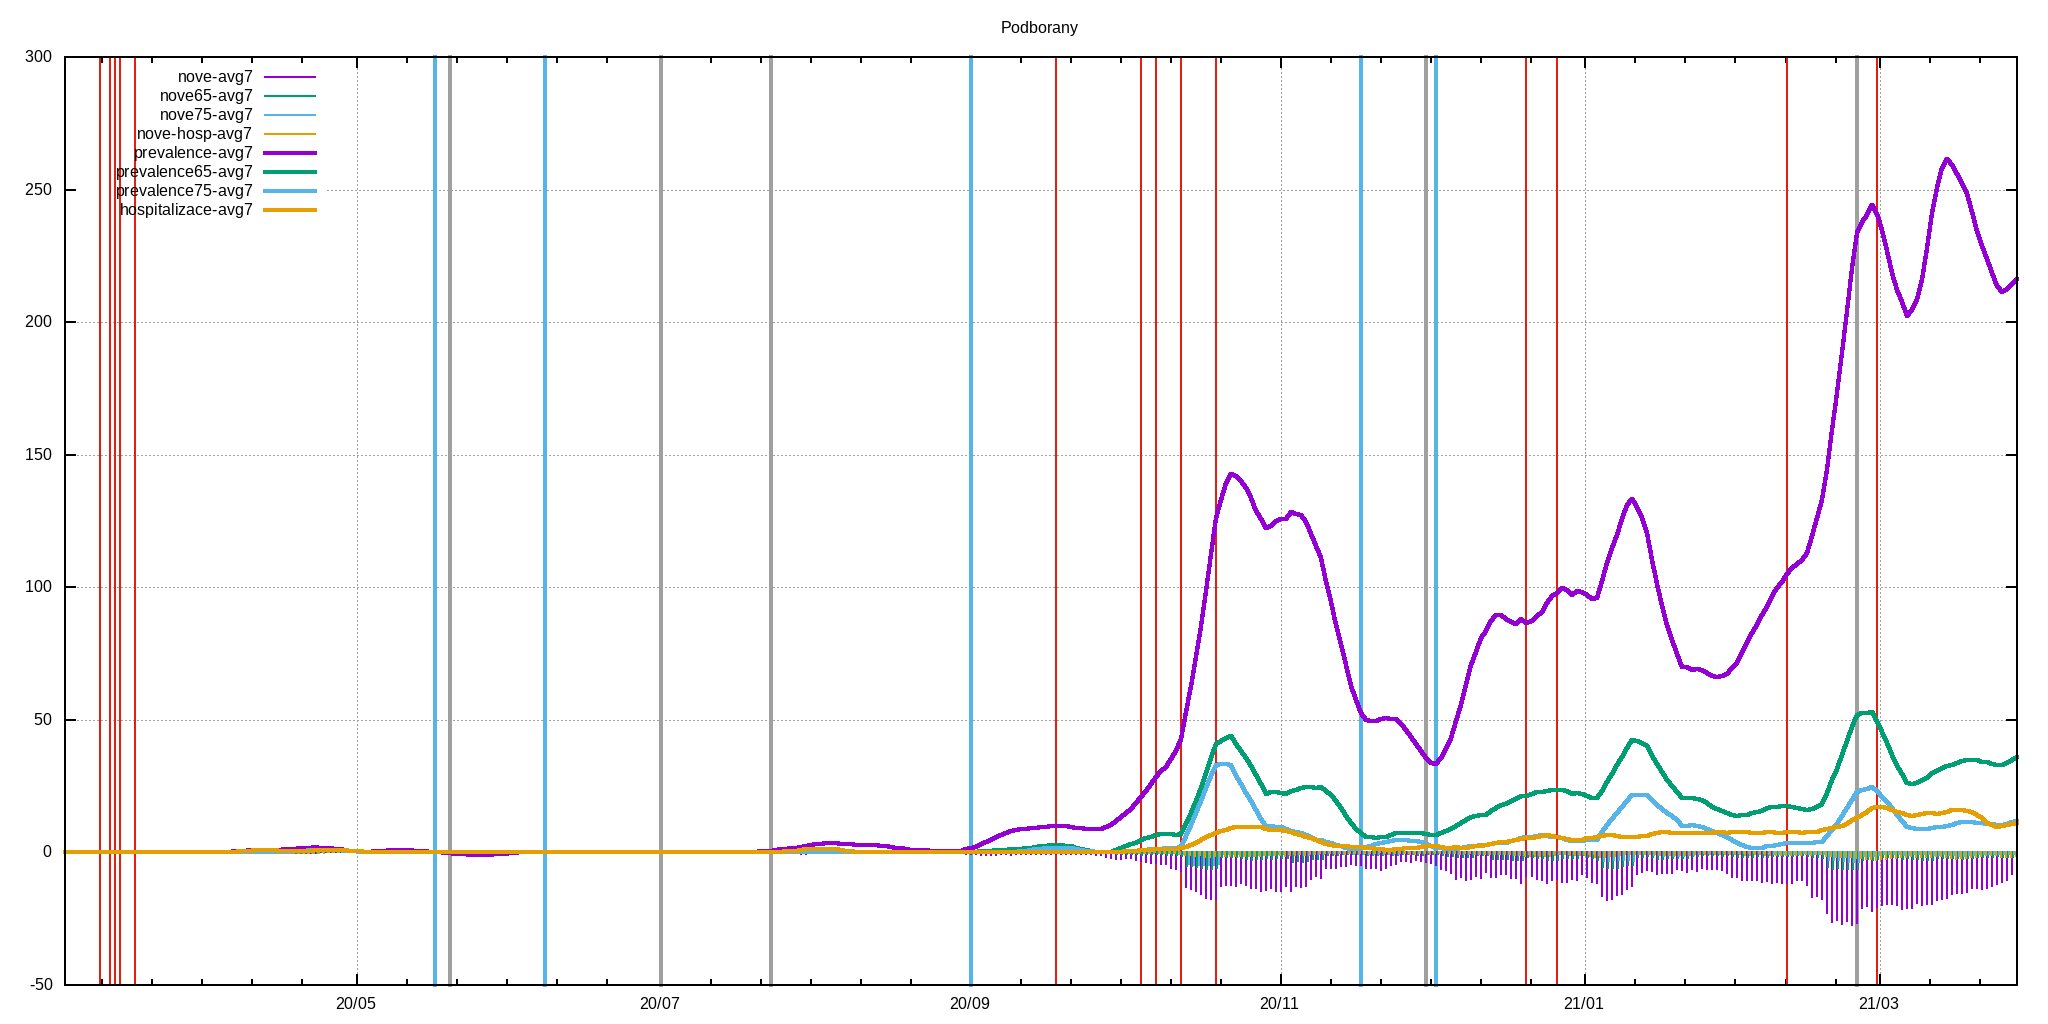 Podborany
300
250
200
150
100
50
0
-50
nove-avg7
nove65-avg7
nove75-avg7
nove-hosp-avg7
prevalence-avg7
prevalence65-avg7
prevalence75-avg7
hospitalizace-avg7
20/05
20/07
20/09
20/11
21/01
21/03